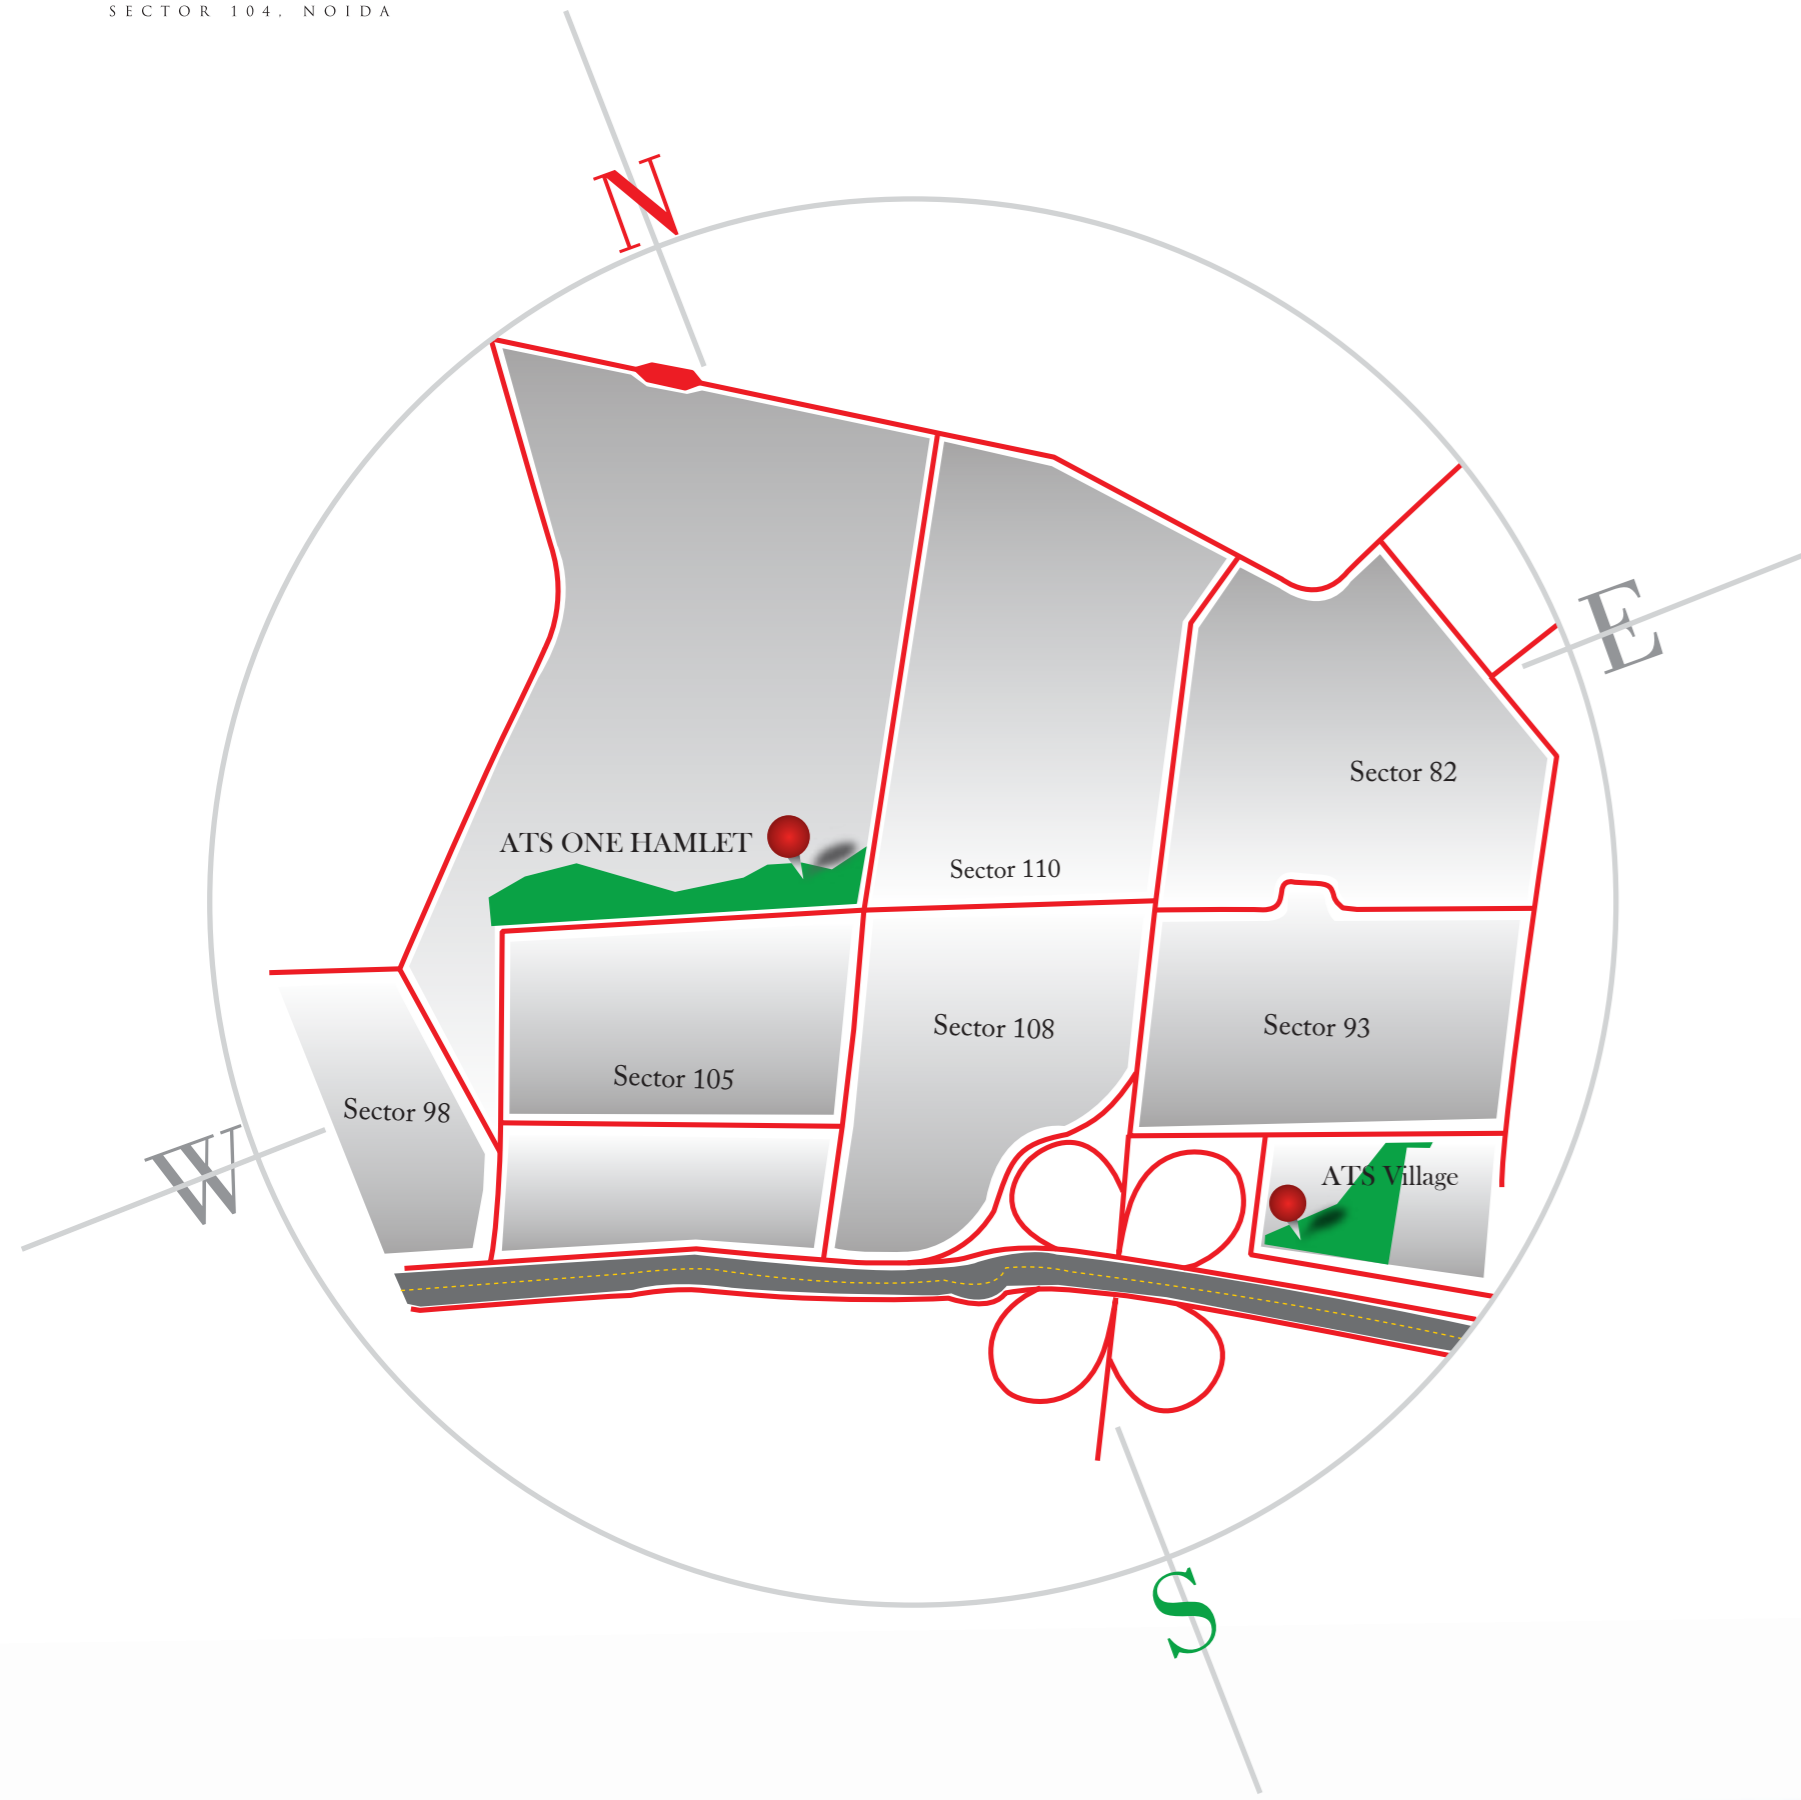 SECTOR 104, NOIDA
N
E
Sector 82
ATS ONE HAMLET
Sector 110
Sector 108
Sector 93
Sector 105
Sector 98
ATS Village
W
S